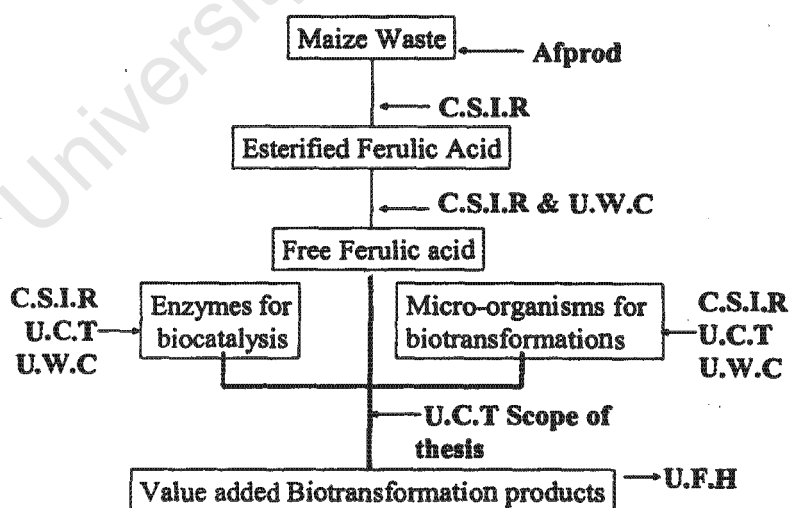 University
Maize Waste
Afprod
C.S.I.R
Esterified Ferulic Acid
C.S.I.R & U.W.C
Free Ferulic acid
C.S.I.R
U.C.T
U.W.C
Enzymes for
biocatalysis
Micro-organisms for
biotransformations
C.S.I.R
U.C.T
U.W.C
U.C.T Scope of
thesis
Value added Biotransformation products
U.F.H